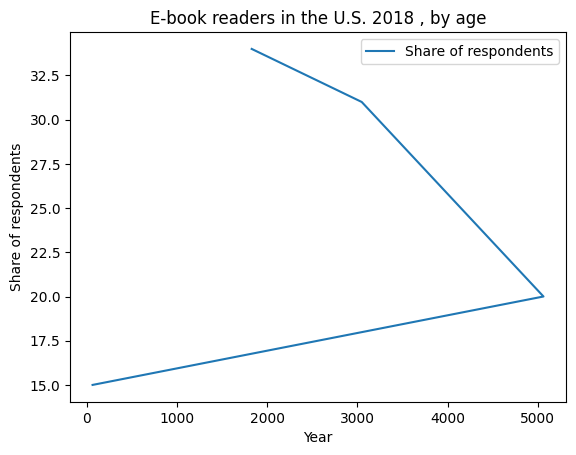 E-book readers in the U.S. 2018 , by age
Share of respondents
32.5
30.0
27.5
25.0
22.5
20.0
17.5
15.0
Share of respondents
0 1000 2000 3000 4000 5000
Year